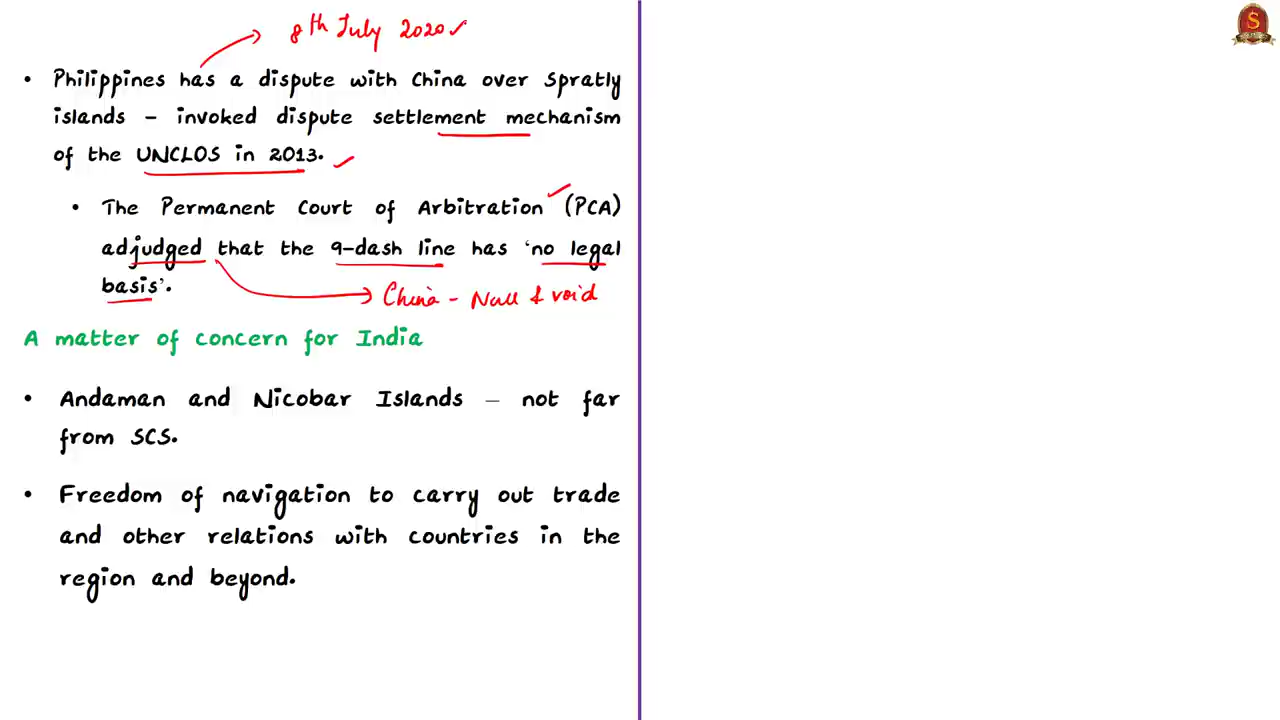 8th July 2020
• Philippines has a dispute with China over Spratly
islands – invoked dispute settlement mechanism
of the UNCLOS in 2013.
• The Permanent Court of Arbitration (PCA)
adjudged that the 9-dash line has ‘no legal
basis’.
China - Null & void
A matter of concern for India
• Andaman and Nicobar Islands – not far
from SCS.
• Freedom of navigation to carry out trade
and other relations with countries in the
region and beyond.
S